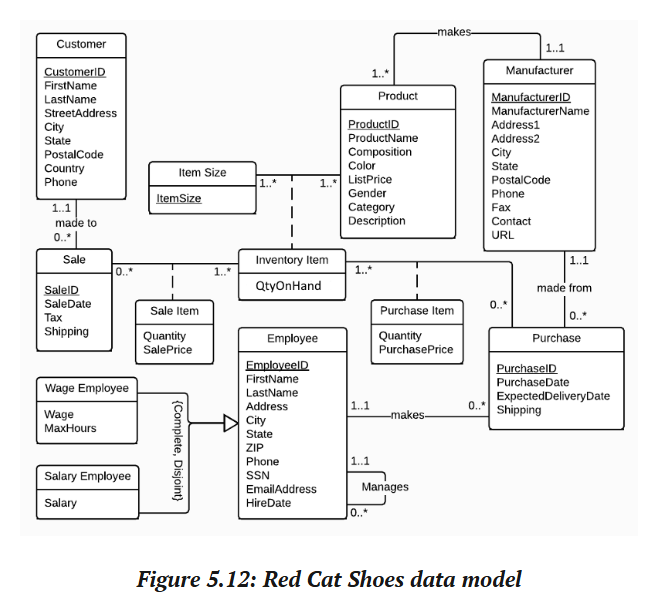 Customer
CustomerID
FirstName
LastName
StreetAddress
City
State
PostalCode
Country
Phone
makes
1..*
1..1
Product
ProductID
ProductName
Composition
Color
ListPrice
Gender
Category
Description
Manufacturer
ManufacturerID
ManufacturerName
Address1
Address2
City
State
PostalCode
Phone
Fax
Contact
URL
Item Size
ItemSize
1..*
1..*
1..1
made to
0..*
Sale
SaleID
SaleDate
Tax
Shipping
0..*
1..*
Inventory Item
QtyOnHand
1..*
0..*
1..1
made from
0..*
Sale Item
Quantity
SalePrice
Purchase Item
Quantity
PurchasePrice
Purchase
PurchaseID
PurchaseDate
ExpectedDeliveryDate
Shipping
Employee
EmployeeID
FirstName
LastName
Address
City
State
ZIP
Phone
SSN
EmailAddress
HireDate
1..1
makes
0..*
1..1
Manages
0..*
Wage Employee
Wage
MaxHours
{Complete, Disjoint}
Salary Employee
Salary
Figure 5.12: Red Cat Shoes data model